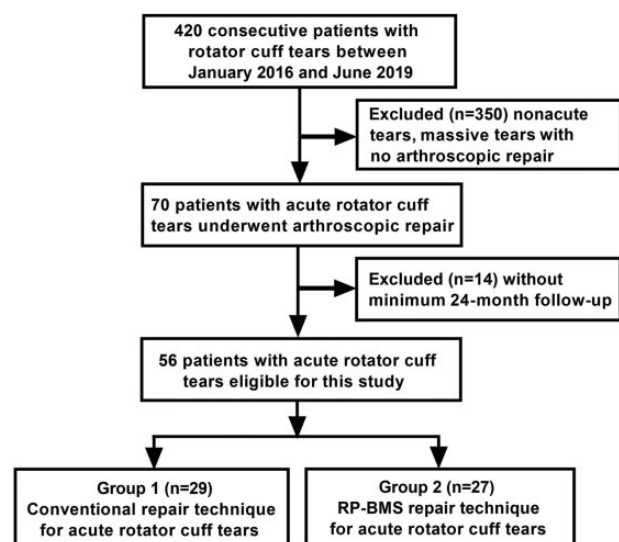 420 consecutive patients with
rotator cuff tears between
January 2016 and June 2019
Excluded (n=350) nonacute
tears, massive tears with
no arthroscopic repair
70 patients with acute rotator cuff
tears underwent arthroscopic repair
Excluded (n=14) without
minimum 24-month follow-up
56 patients with acute rotator cuff
tears eligible for this study
Group 1 (n=29)
Conventional repair technique
for acute rotator cuff tears
Group 2 (n=27)
RP-BMS repair technique
for acute rotator cuff tears